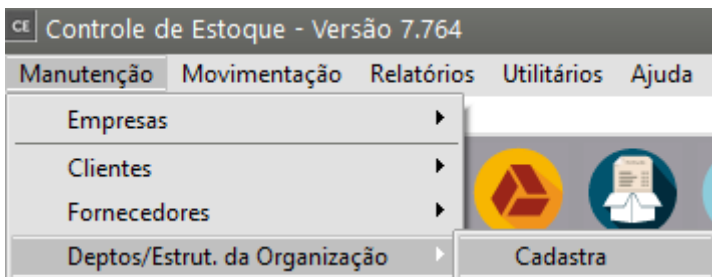 CE Controle de Estoque - Versão 7.764
Manutenção Movimentação Relatórios Utilitários Ajuda
Empresas
Clientes
Fornecedores
Deptos/Estrut. da Organização Cadastra